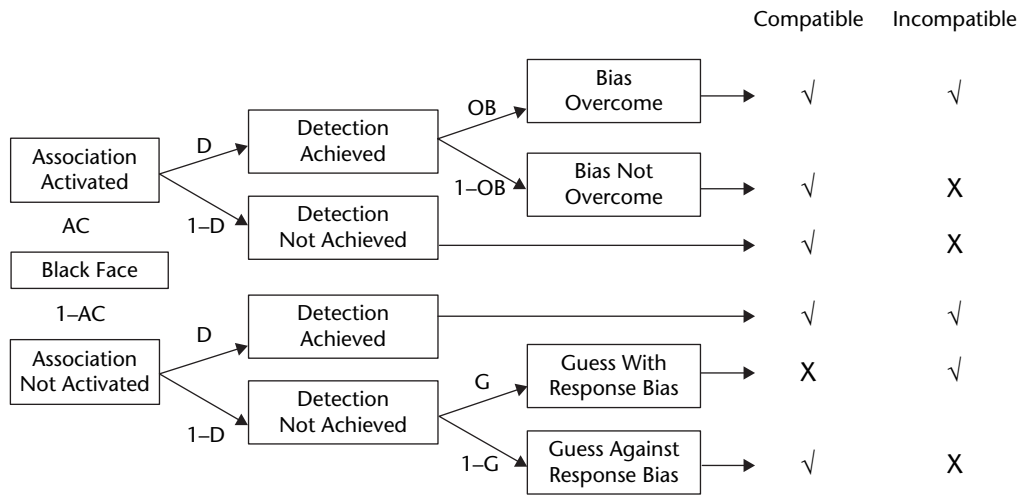 Compatible Incompatible
Bias
Overcome
√ √
OB
Detection
Achieved
D
Association
Activated
1–OB
Bias Not
Overcome
√ X
AC
1–D
Detection
Not Achieved
√ X
Black Face
1–AC
D
Detection
Achieved
√ √
Association
Not Activated
G
Guess With
Response Bias
X √
1–D
Detection
Not Achieved
1–G
Guess Against
Response Bias
√ X